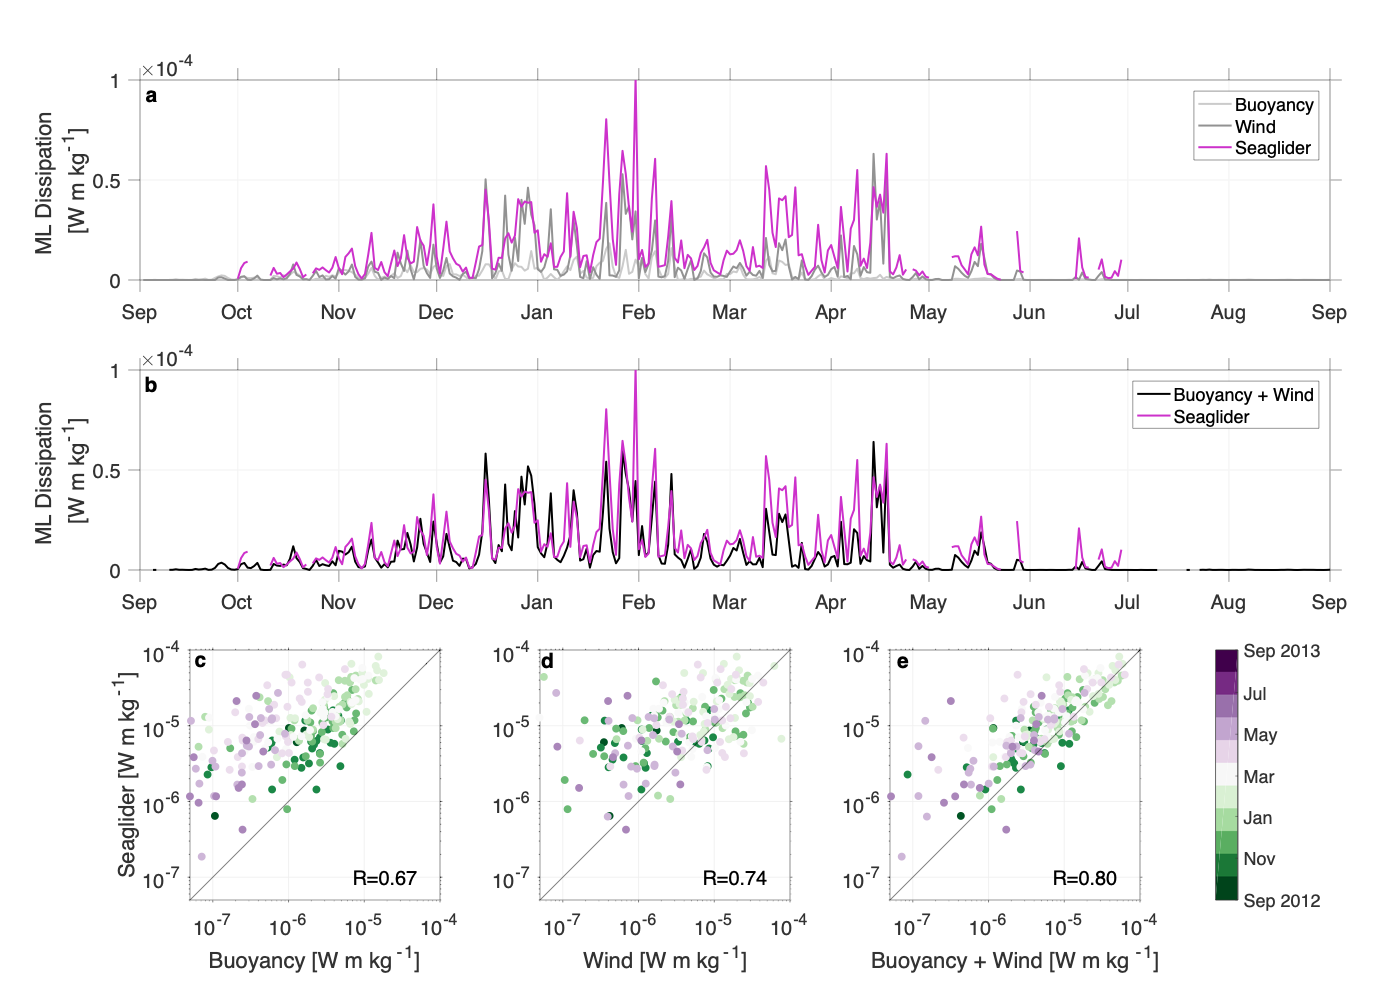 ×10-4
1
a
Buoyancy
Wind
Seaglider
ML Dissipation
[W m kg-1]
0.5
0
Sep Oct Nov Dec Jan Feb Mar Apr May Jun Jul Aug Sep
×10-4
1
b
Buoyancy + Wind
Seaglider
ML Dissipation
[W m kg-1]
0.5
0
Sep Oct Nov Dec Jan Feb Mar Apr May Jun Jul Aug Sep
Seaglider [W m kg-1]
10-4
10-5
10-6
10-7
c
R=0.67
10-7 10-6 10-5 10-4
Buoyancy [W m kg-1]
10-4
10-5
10-6
10-7
d
R=0.74
10-7 10-6 10-5 10-4
Wind [W m kg-1]
10-4
10-5
10-6
10-7
e
R=0.80
10-7 10-6 10-5 10-4
Buoyancy + Wind [W m kg-1]
Sep 2013
Jul
May
Mar
Jan
Nov
Sep 2012